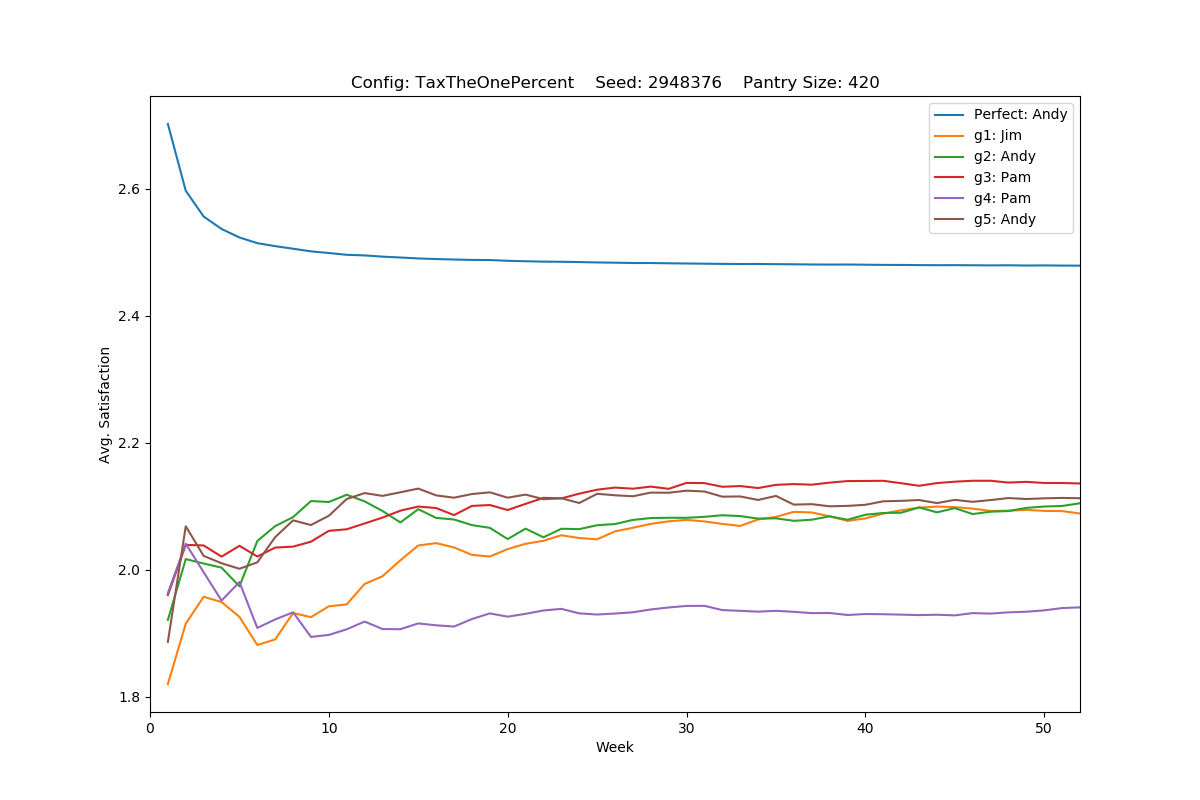 Config: TaxTheOnePercent    Seed: 2948376    Pantry Size: 420
Perfect: Andy
g1: Jim
g2: Andy
g3: Pam
g4: Pam
g5: Andy
Avg. Satisfaction
2.6
2.4
2.2
2.0
1.8
0 10 20 30 40 50
Week